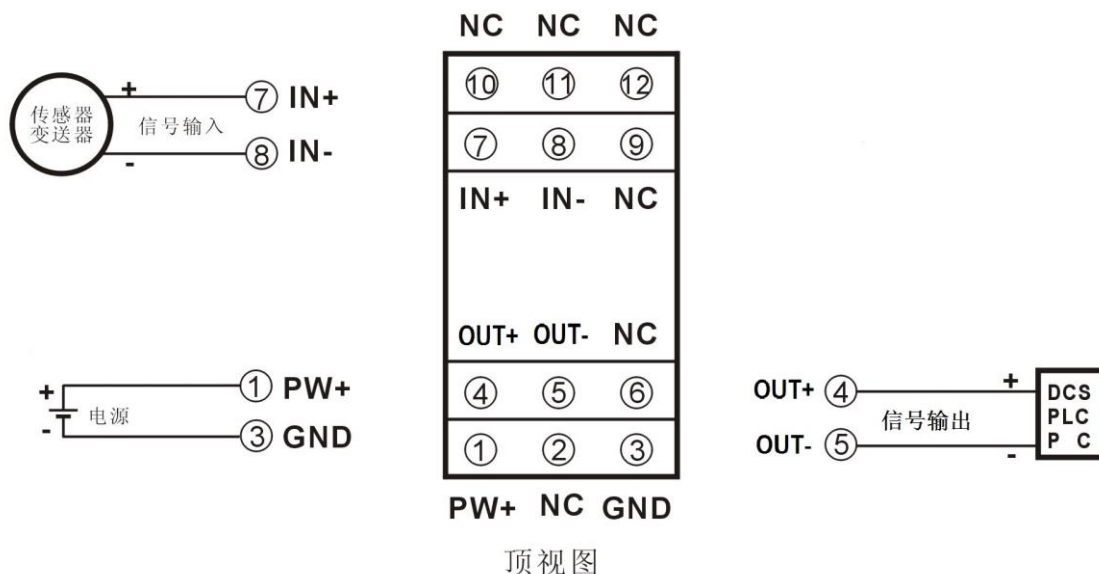 NC NC NC
⑩ ⑪ ⑫
⑦ ⑧ ⑨
IN+ IN- NC
OUT+ OUT- NC
④ ⑤ ⑥
① ② ③
PW+ NC GND
顶视图
传感器
变送器
+
信号输入
-
⑦ IN+
⑧ IN-
+
电源
-
① PW+
③ GND
OUT+ ④
信号输出
OUT- ⑤
+
-
DCS
PLC
P C